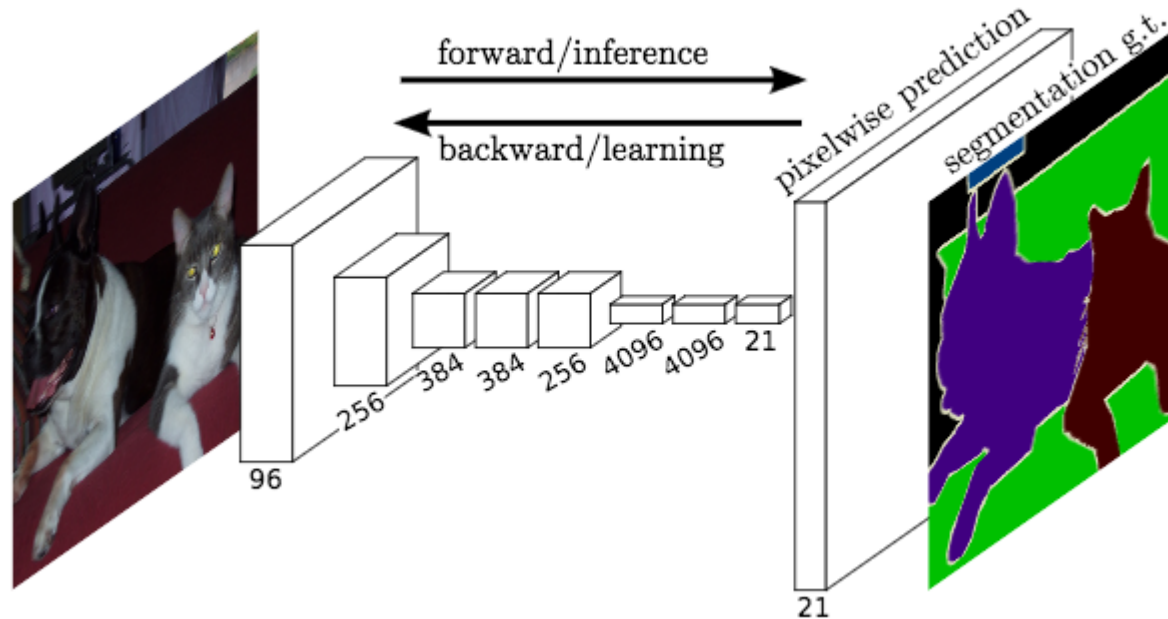 forward/inference
backward/learning
pixelwise prediction
segmentation g.t.
96
256
384
384
256
4096
4096
21
21